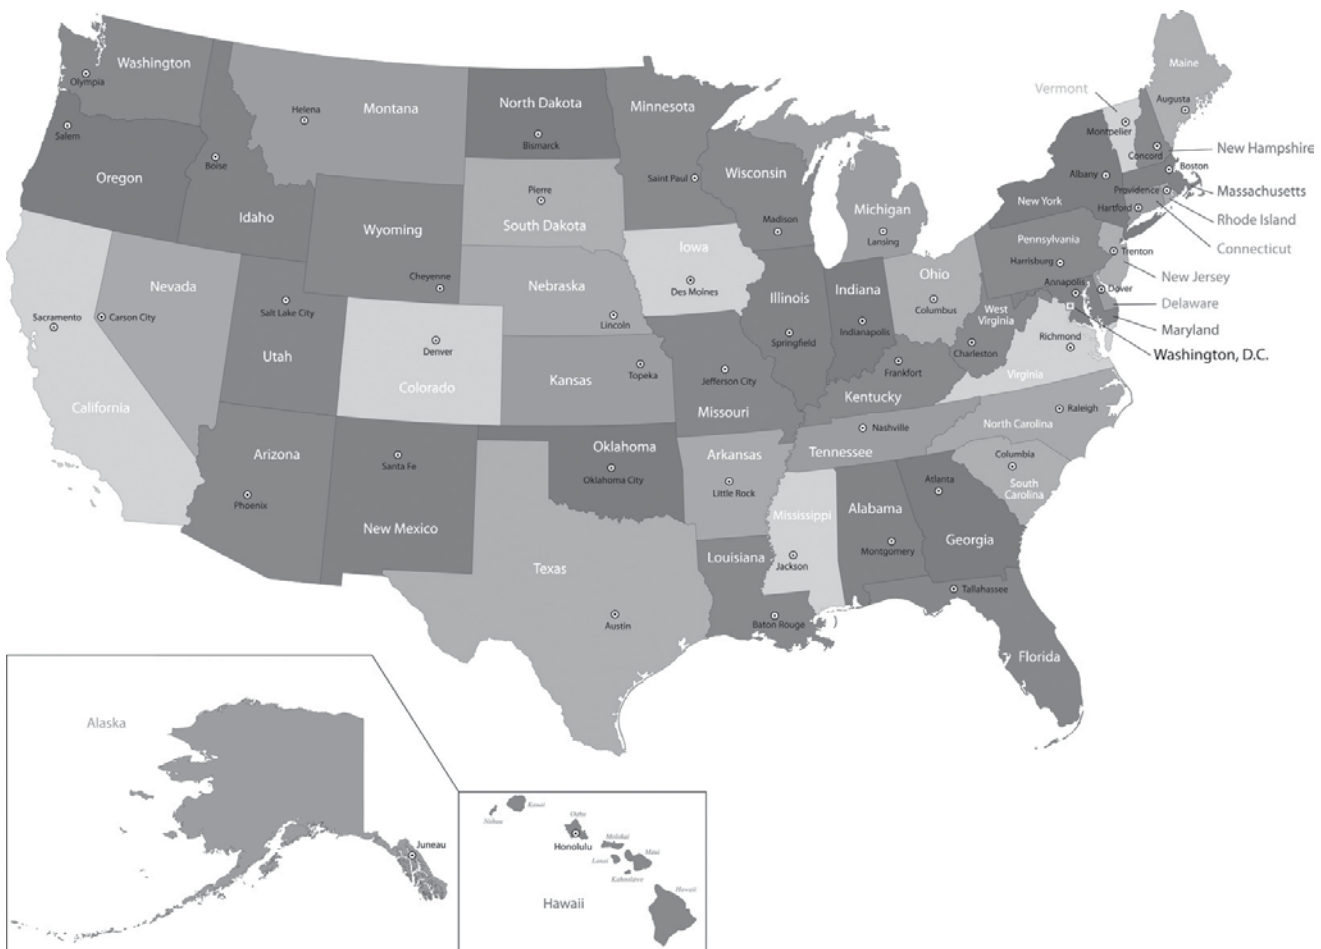 Washington
Olympia
Salem
Oregon
Boise
Idaho
Helena
Montana
North Dakota
Bismarck
Pierre
South Dakota
Minnesota
Saint Paul
Wisconsin
Madison
Michigan
Lansing
Wyoming
Cheyenne
Nebraska
Lincoln
Iowa
Des Moines
Nevada
Carson City
Sacramento
California
Salt Lake City
Utah
Denver
Colorado
Kansas
Topeka
Jefferson City
Missouri
Illinois
Springfield
Indiana
Indianapolis
Ohio
Columbus
Kentucky
Frankfort
West
Virginia
Charleston
Virginia
Richmond
Pennsylvania
Harrisburg
Annapolis
New York
Albany
Vermont
Montpelier
Maine
Augusta
Concord
New Hampshire
Boston
Massachusetts
Providence
Rhode Island
Hartford
Connecticut
Trenton
New Jersey
Dover
Delaware
Maryland
Washington, D.C.
Arizona
Phoenix
Santa Fe
New Mexico
Oklahoma
Oklahoma City
Texas
Austin
Arkansas
Little Rock
Louisiana
Baton Rouge
Mississippi
Jackson
Tennessee
Nashville
Alabama
Montgomery
Atlanta
Georgia
North Carolina
Raleigh
Columbia
South
Carolina
Tallahassee
Florida
Alaska
Juneau
Niihau
Kauai
Oahu
Honolulu
Molokai
Lanai
Maui
Kahoolawe
Hawaii
Hawaii